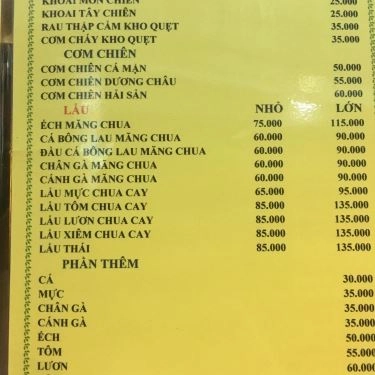 KHOAI MÔN CHIÊN 25.000
KHOAI TÂY CHIÊN 25.000
RAU THẬP CẨM KHO QUẸT 35.000
CƠM CHÁY KHO QUẸT 35.000
CƠM CHIÊN
CƠM CHIÊN CÁ MẶN 50.000
CƠM CHIÊN DƯƠNG CHÂU 55.000
CƠM CHIÊN HẢI SẢN 60.000
LẨU NHỎ LỚN
ẾCH MĂNG CHUA 75.000 115.000
CÁ BÔNG LAU MĂNG CHUA 60.000 90.000
ĐẦU CÁ BÔNG LAU MĂNG CHUA 60.000 90.000
CHÂN GÀ MĂNG CHUA 60.000 90.000
CÁNH GÀ MĂNG CHUA 60.000 90.000
LẨU MỰC CHUA CAY 65.000 95.000
LẨU TÔM CHUA CAY 85.000 135.000
LẨU LƯƠN CHUA CAY 85.000 135.000
LẨU XIÊM CHUA CAY 85.000 135.000
LẨU THÁI 85.000 135.000
PHẦN THÊM
CÁ 30.000
MỰC 35.000
CHÂN GÀ 35.000
CÁNH GÀ 35.000
ẾCH 50.000
TÔM 55.000
LƯƠN 60.000